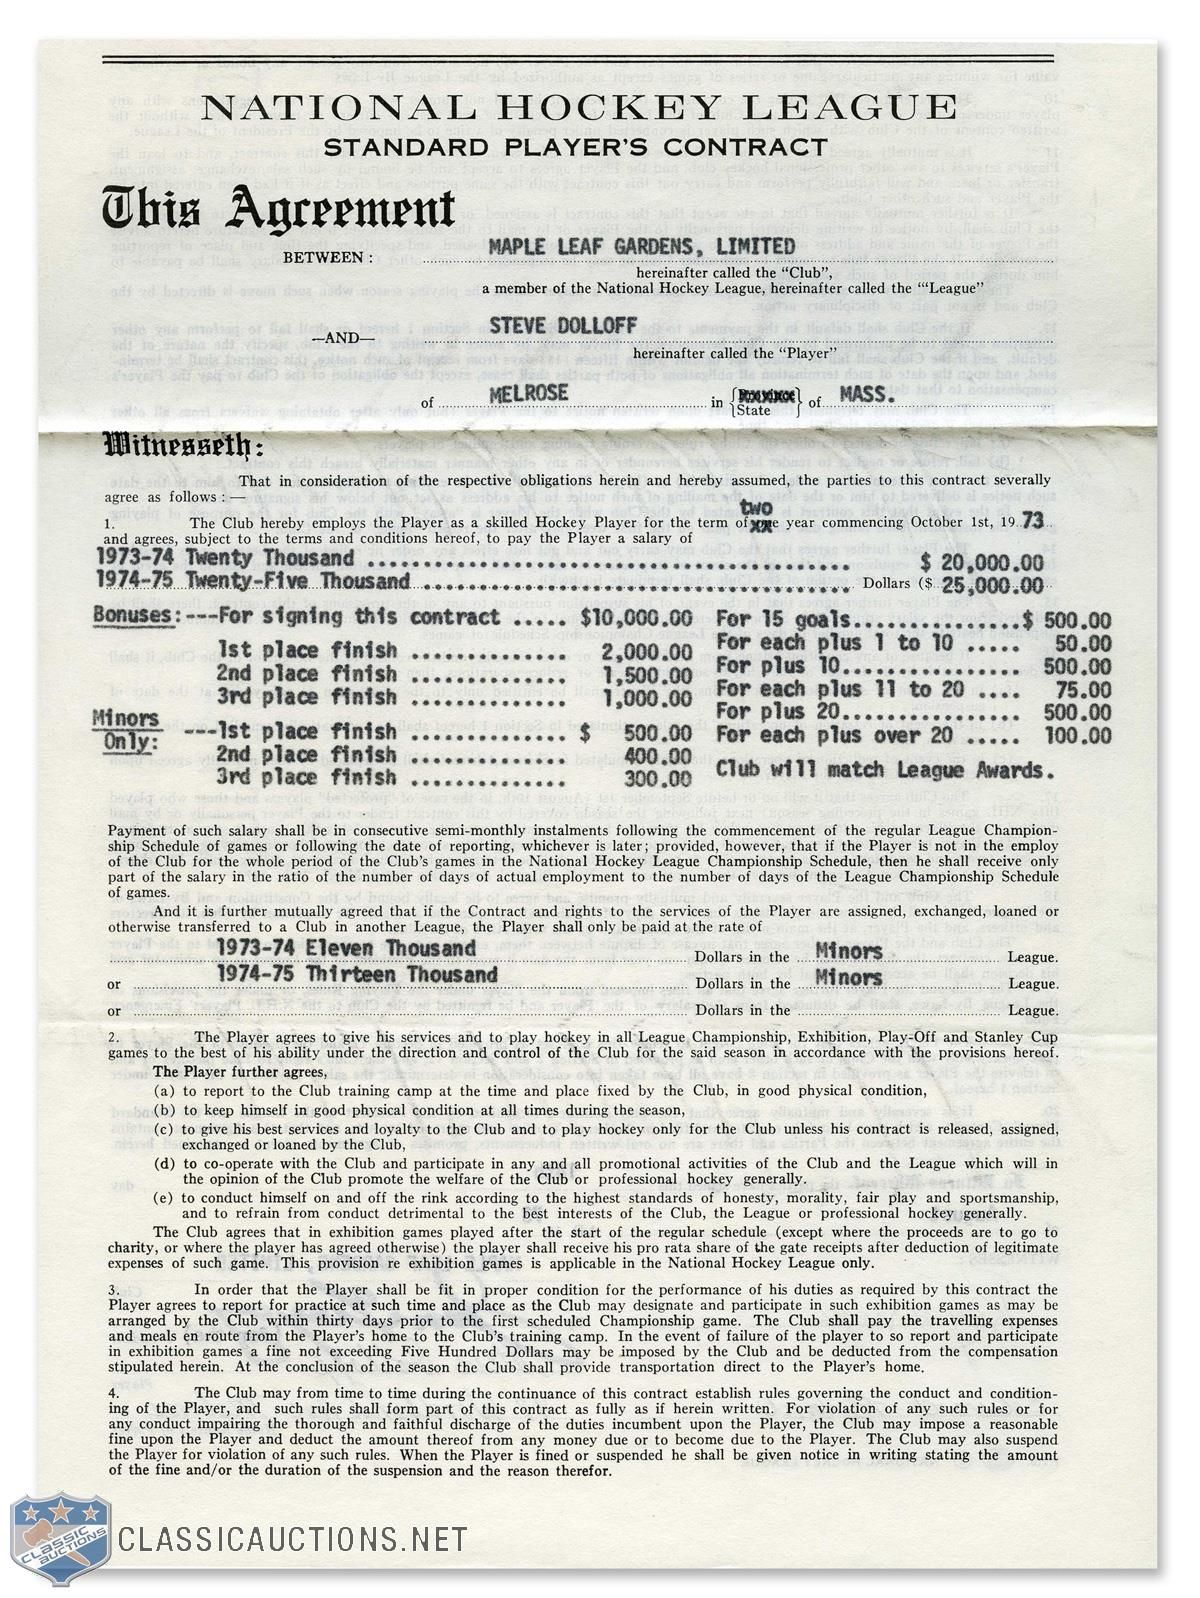 NATIONAL HOCKEY LEAGUE
STANDARD PLAYER'S CONTRACT
This Agreement
BETWEEN : MAPLE LEAF GARDENS, LIMITED
hereinafter called the "Club",
a member of the National Hockey League, hereinafter called the "'League"
—AND— STEVE DOLLOFF
hereinafter called the "Player"
of MELROSE in {Province State} of MASS.
Witnesseth:
That in consideration of the respective obligations herein and hereby assumed, the parties to this contract severally
agree as follows : —
two
1. The Club hereby employs the Player as a skilled Hockey Player for the term of xxx year commencing October 1st, 19 73
and agrees, subject to the terms and conditions hereof, to pay the Player a salary of
1973-74 Twenty Thousand ........ $ 20,000.00
1974-75 Twenty-Five Thousand ........ Dollars ($ 25,000.00
Bonuses:---For signing this contract ..... $10,000.00 For 15 goals...............$ 500.00
For each plus 1 to 10 ..... 50.00
1st place finish .............. 2,000.00 For plus 10................ 500.00
2nd place finish .............. 1,500.00 For each plus 11 to 20 .... 75.00
3rd place finish .............. 1,000.00 For plus 20................ 500.00
Minors Only: ---1st place finish .............. $ 500.00 For each plus over 20 ..... 100.00
2nd place finish .............. 400.00
3rd place finish .............. 300.00 Club will match League Awards.
Payment of such salary shall be in consecutive semi-monthly instalments following the commencement of the regular League Champion-
ship Schedule of games or following the date of reporting, whichever is later; provided, however, that if the Player is not in the employ
of the Club for the whole period of the Club's games in the National Hockey League Championship Schedule, then he shall receive only
part of the salary in the ratio of the number of days of actual employment to the number of days of the League Championship Schedule
of games.
And it is further mutually agreed that if the Contract and rights to the services of the Player are assigned, exchanged, loaned or
otherwise transferred to a Club in another League, the Player shall only be paid at the rate of
1973-74 Eleven Thousand Dollars in the Minors League.
or 1974-75 Thirteen Thousand Dollars in the Minors League.
or Dollars in the League.
2. The Player agrees to give his services and to play hockey in all League Championship, Exhibition, Play-Off and Stanley Cup
games to the best of his ability under the direction and control of the Club for the said season in accordance with the provisions hereof.
The Player further agrees,
(a) to report to the Club training camp at the time and place fixed by the Club, in good physical condition,
(b) to keep himself in good physical condition at all times during the season,
(c) to give his best services and loyalty to the Club and to play hockey only for the Club unless his contract is released, assigned,
exchanged or loaned by the Club,
(d) to co-operate with the Club and participate in any and all promotional activities of the Club and the League which will in
the opinion of the Club promote the welfare of the Club or professional hockey generally.
(e) to conduct himself on and off the rink according to the highest standards of honesty, morality, fair play and sportsmanship,
and to refrain from conduct detrimental to the best interests of the Club, the League or professional hockey generally.
The Club agrees that in exhibition games played after the start of the regular schedule (except where the proceeds are to go to
charity, or where the player has agreed otherwise) the player shall receive his pro rata share of the gate receipts after deduction of legitimate
expenses of such game. This provision re exhibition games is applicable in the National Hockey League only.
3. In order that the Player shall be fit in proper condition for the performance of his duties as required by this contract the
Player agrees to report for practice at such time and place as the Club may designate and participate in such exhibition games as may be
arranged by the Club within thirty days prior to the first scheduled Championship game. The Club shall pay the travelling expenses
and meals en route from the Player's home to the Club's training camp. In the event of failure of the player to so report and participate
in exhibition games a fine not exceeding Five Hundred Dollars may be imposed by the Club and be deducted from the compensation
stipulated herein. At the conclusion of the season the Club shall provide transportation direct to the Player's home.
4. The Club may from time to time during the continuance of this contract establish rules governing the conduct and condition-
ing of the Player, and such rules shall form part of this contract as fully as if herein written. For violation of any such rules or for
any conduct impairing the thorough and faithful discharge of the duties incumbent upon the Player, the Club may impose a reasonable
fine upon the Player and deduct the amount thereof from any money due or to become due to the Player. The Club may also suspend
the Player for violation of any such rules. When the Player is fined or suspended he shall be given notice in writing stating the amount
of the fine and/or the duration of the suspension and the reason therefor.
CLASSIC AUCTIONS
CLASSICAUCTIONS.NET